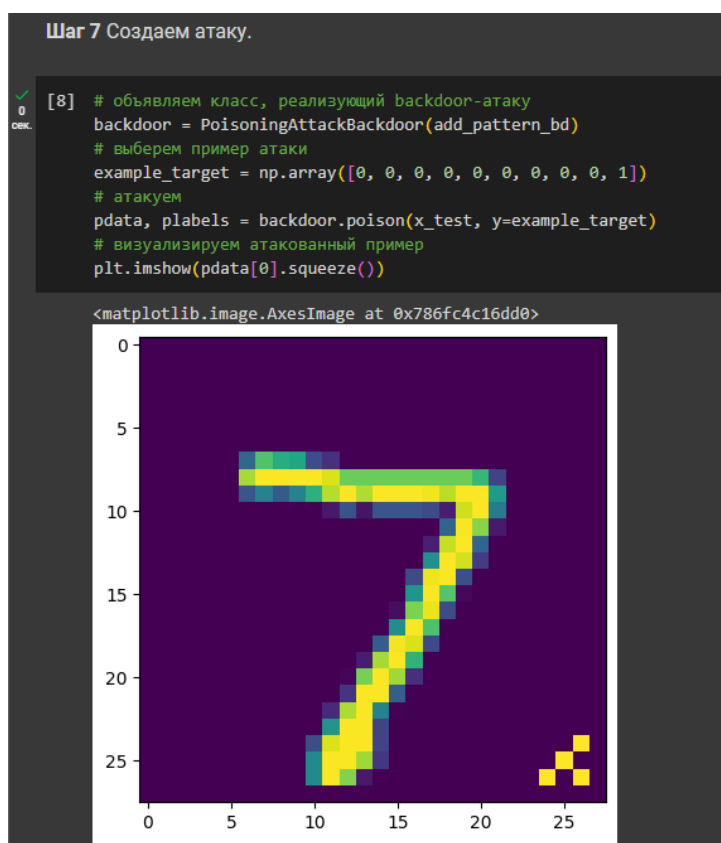 Шаг 7 Создаем атаку.
0
сек.
[8] # объявляем класс, реализующий backdoor-атаку
backdoor = PoisoningAttackBackdoor(add_pattern_bd)
# выберем пример атаки
example_target = np.array([0, 0, 0, 0, 0, 0, 0, 0, 0, 1])
# атакуем
pdata, plabels = backdoor.poison(x_test, y=example_target)
# визуализируем атакованный пример
plt.imshow(pdata[0].squeeze())
<matplotlib.image.AxesImage at 0x786fc4c16dd0>
0
5
10
15
20
25
0 5 10 15 20 25